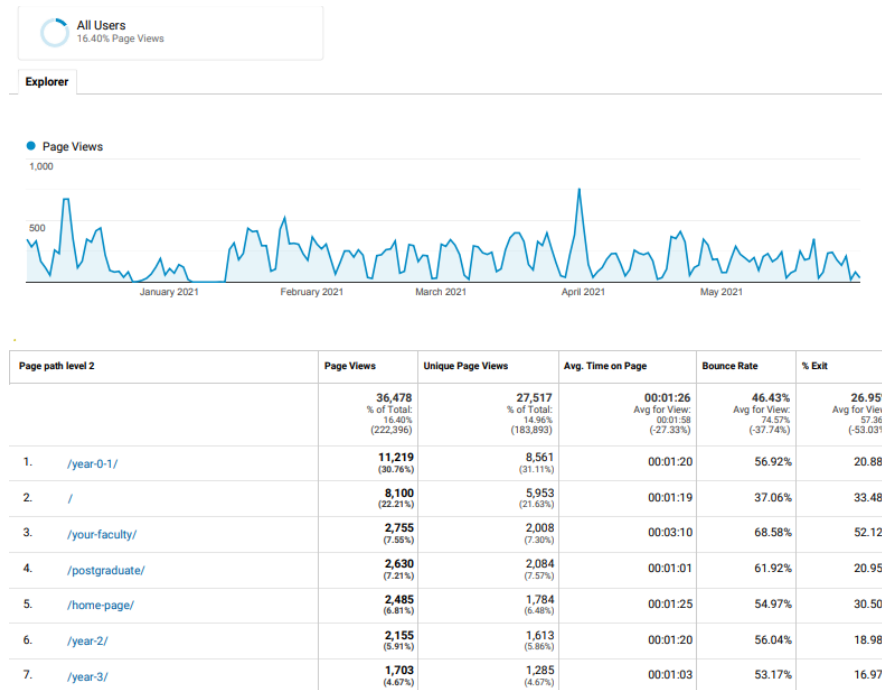 All Users
16.40% Page Views
Explorer
Page Views
1,000
500
January 2021 February 2021 March 2021 April 2021 May 2021
Page path level 2 Page Views Unique Page Views Avg. Time on Page Bounce Rate % Exit
36,478 27,517 00:01:26 46.43% 26.95%
% of Total: % of Total: Avg for View: Avg for View: Avg for View
16.40% 14.96% 00:01:58 74.57% 57.36
(222,396) (183,893) (-27.33%) (-37.74%) (-53.03%
1. /year-0-1/ 11,219 8,561 00:01:20 56.92% 20.88
(30.76%) (31.11%)
2. / 8,100 5,953 00:01:19 37.06% 33.48
(22.21%) (21.63%)
3. /your-faculty/ 2,755 2,008 00:03:10 68.58% 52.12
(7.55%) (7.30%)
4. /postgraduate/ 2,630 2,084 00:01:01 61.92% 20.95
(7.21%) (7.57%)
5. /home-page/ 2,485 1,784 00:01:25 54.97% 30.50
(6.81%) (6.48%)
6. /year-2/ 2,155 1,613 00:01:20 56.04% 18.98
(5.91%) (5.86%)
7. /year-3/ 1,703 1,285 00:01:03 53.17% 16.97
(4.67%) (4.67%)